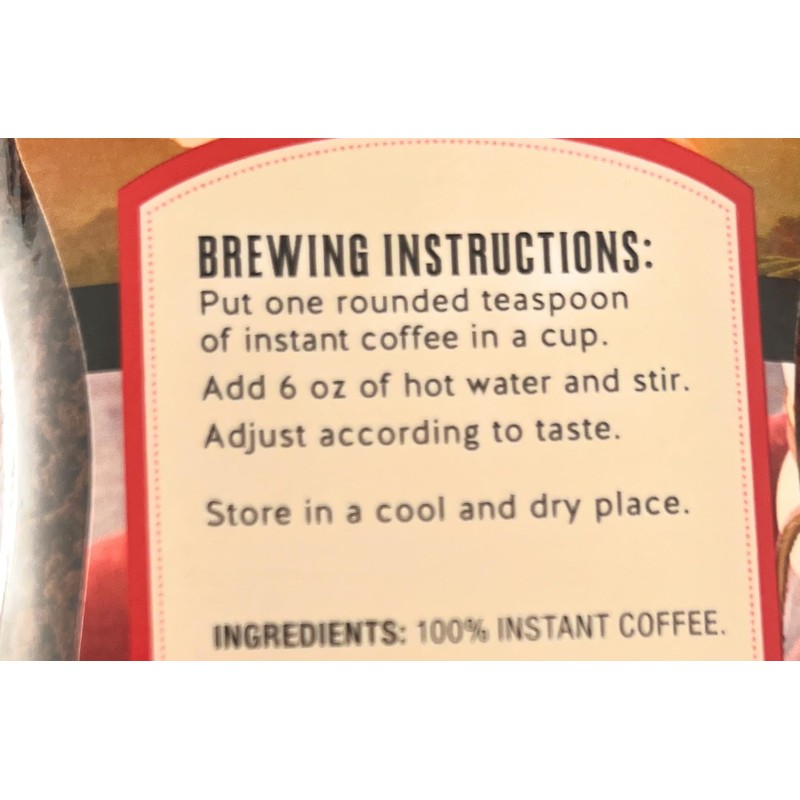 BREWING INSTRUCTIONS:
Put one rounded teaspoon
of instant coffee in a cup.
Add 6 oz of hot water and stir.
Adjust according to taste.
Store in a cool and dry place.
INGREDIENTS: 100% INSTANT COFFEE.